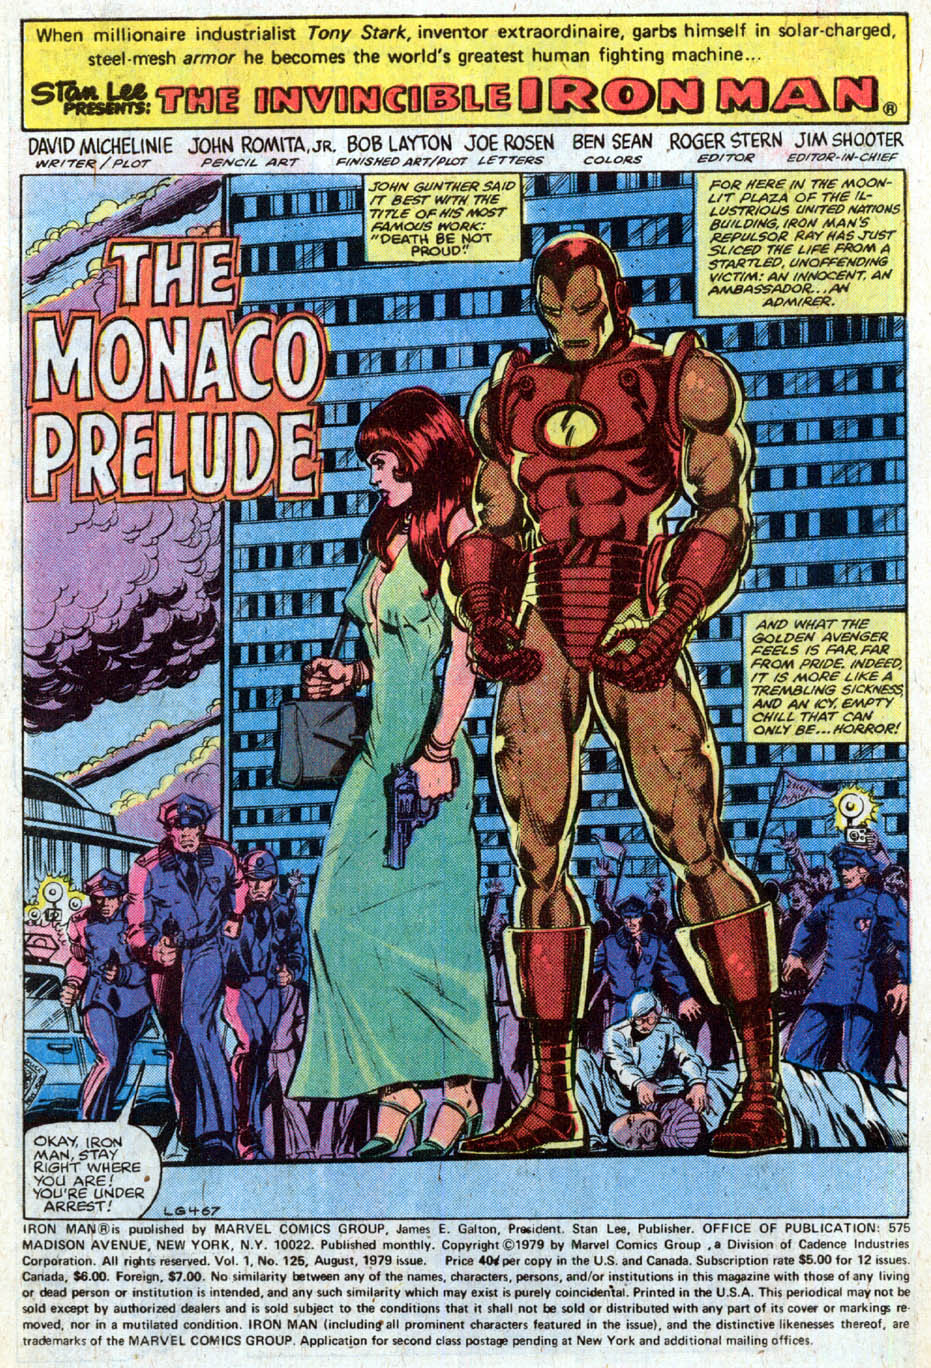 When millionaire industrialist Tony Stark, inventor extraordinaire, garbs himself in solar-charged,
steel-mesh armor he becomes the world's greatest human fighting machine...
Stan Lee
PRESENTS:
THE INVINCIBLE IRON MAN®
DAVID MICHELINIE JOHN ROMITA, JR. BOB LAYTON JOE ROSEN BEN SEAN ROGER STERN JIM SHOOTER
WRITER/PLOT PENCIL ART FINISHED ART/PLOT LETTERS COLORS EDITOR EDITOR-IN-CHIEF
JOHN GUNTHER SAID
IT BEST WITH THE
TITLE OF HIS MOST
FAMOUS WORK:
"DEATH BE NOT
PROUD."
FOR HERE IN THE MOON-
LIT PLAZA OF THE IL-
LUSTRIOUS UNITED NATIONS
BUILDING, IRON MAN'S
REPULSOR RAY HAS JUST
SLICED THE LIFE FROM A
STARTLED, UNOFFENDING
VICTIM: AN INNOCENT, AN
AMBASSADOR...AN
ADMIRER.
THE
MONACO
PRELUDE
AND WHAT THE
GOLDEN AVENGER
FEELS IS FAR, FAR
FROM PRIDE. INDEED,
IT IS MORE LIKE A
TREMBLING SICKNESS,
AND AN ICY, EMPTY
CHILL THAT CAN
ONLY BE...HORROR!
OKAY, IRON
MAN, STAY
RIGHT WHERE
YOU ARE!
YOU'RE UNDER
ARREST!
LG467
IRON MAN® is published by MARVEL COMICS GROUP, James E. Galton, President. Stan Lee, Publisher. OFFICE OF PUBLICATION: 575
MADISON AVENUE, NEW YORK, N.Y. 10022. Published monthly. Copyright ©1979 by Marvel Comics Group, a Division of Cadence Industries
Corporation. All rights reserved. Vol. 1, No. 125, August, 1979 issue. Price 40¢ per copy in the U.S. and Canada. Subscription rate $5.00 for 12 issues.
Canada, $6.00. Foreign, $7.00. No similarity between any of the names, characters, persons, and/or institutions in this magazine with those of any living
or dead person or institution is intended, and any such similarity which may exist is purely coincidental. Printed in the U.S.A. This periodical may not be
sold except by authorized dealers and is sold subject to the conditions that it shall not be sold or distributed with any part of its cover or markings re-
moved, nor in a mutilated condition. IRON MAN (including all prominent characters featured in the issue), and the distinctive likenesses thereof, are
trademarks of the MARVEL COMICS GROUP. Application for second class postage pending at New York and additional mailing offices.